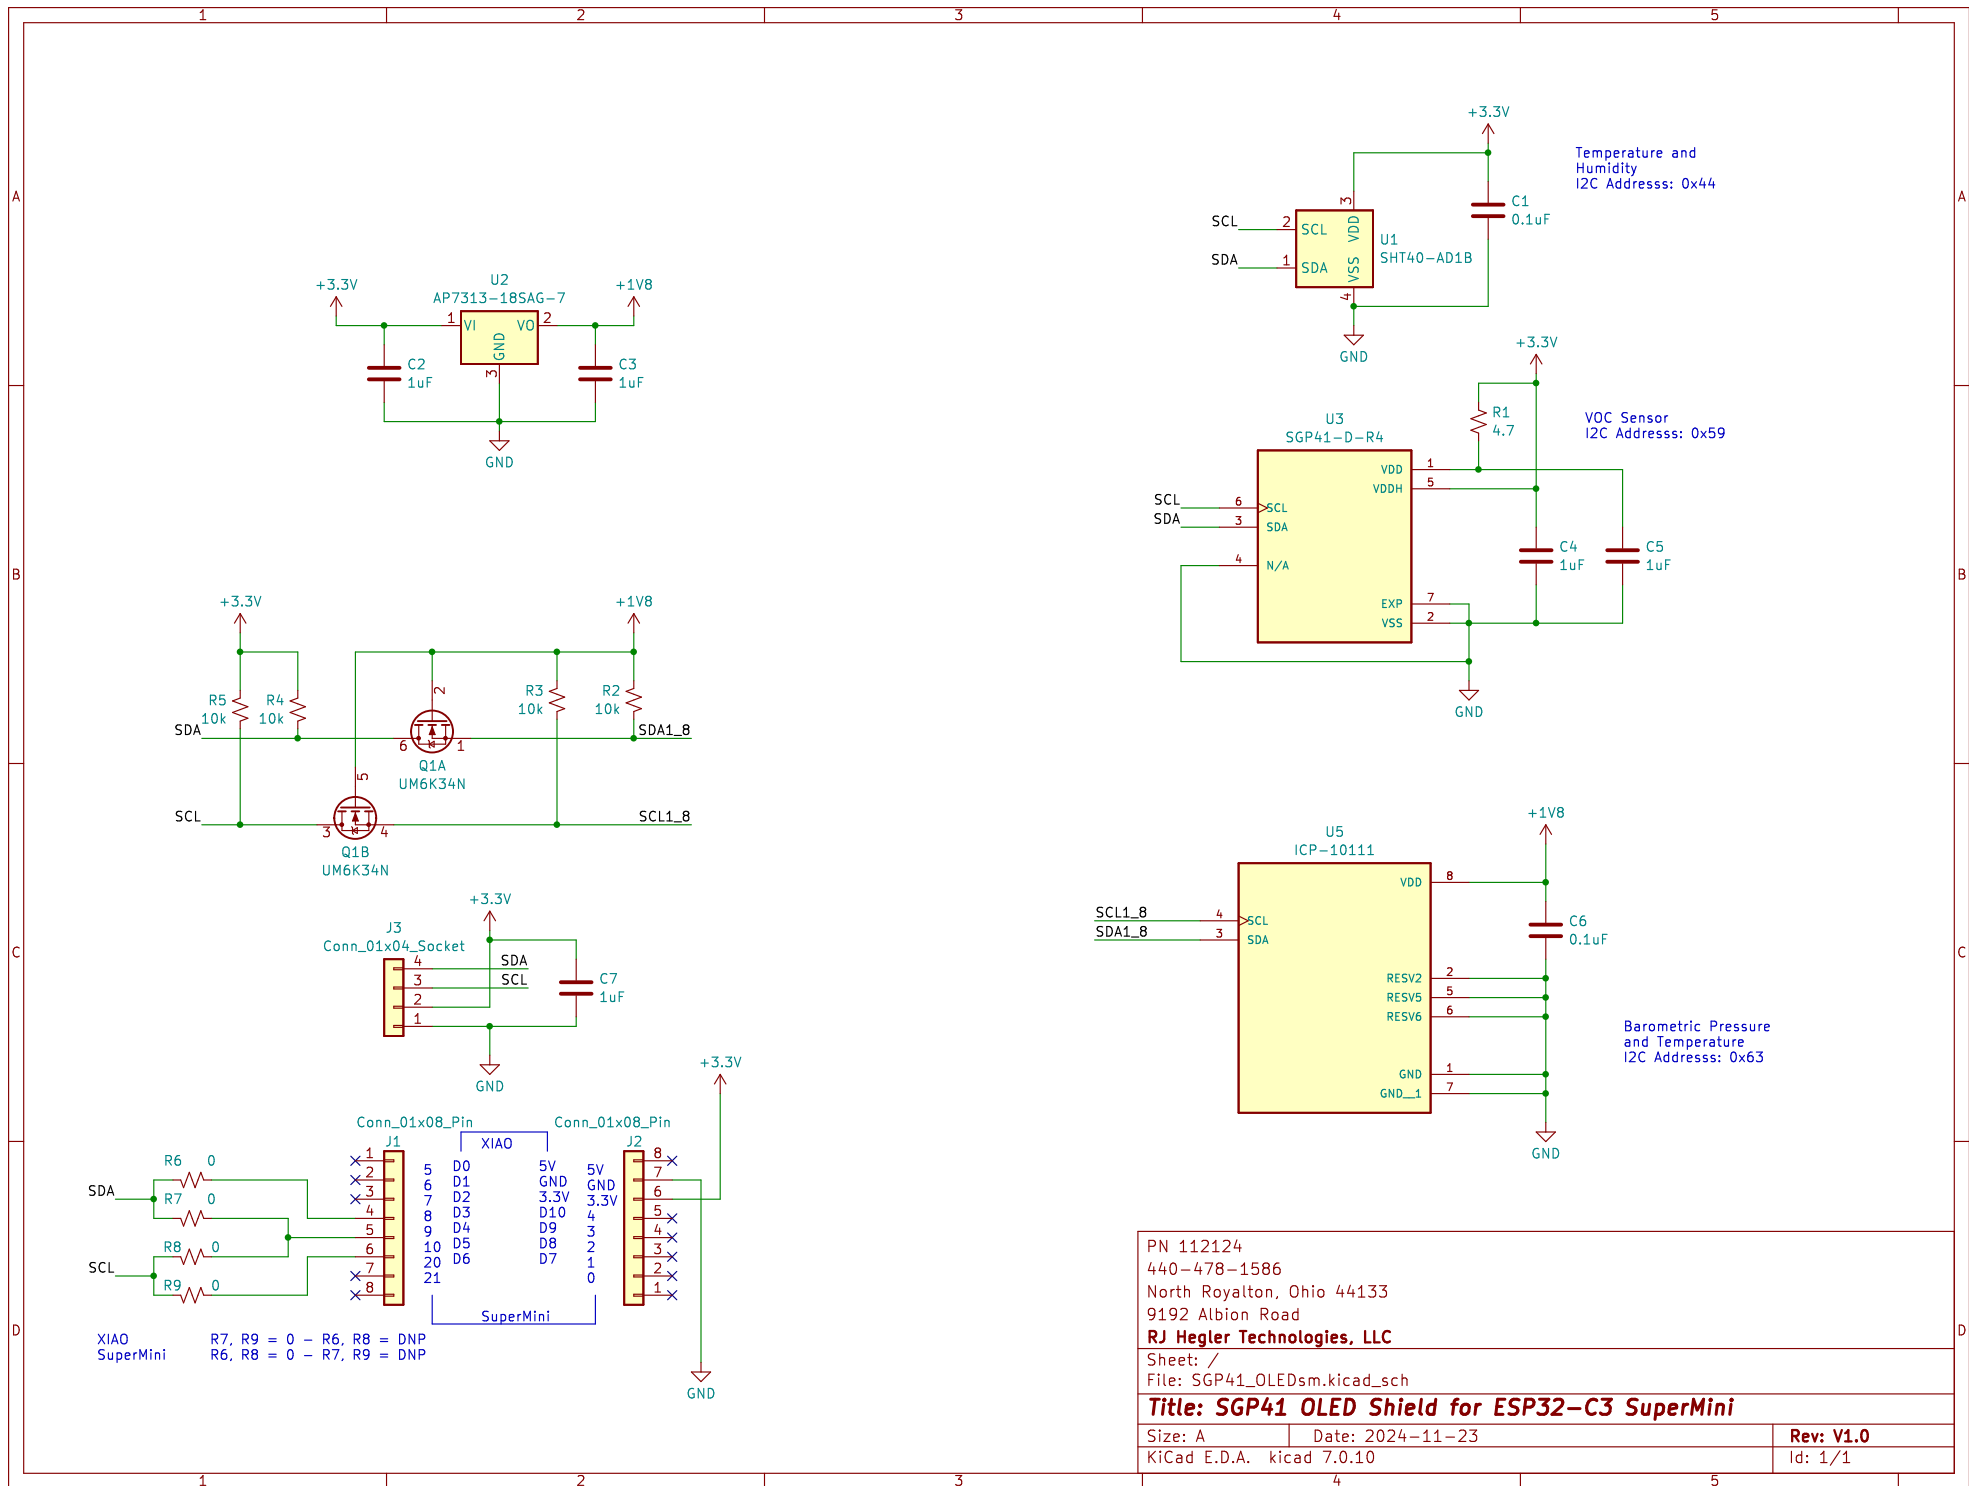 1
2
3
4
5
A
B
C
D
A
B
C
D
+3.3V
U2
AP7313-18SAG-7
+1V8
1
VI
VO
2
GND
3
C2
1uF
C3
1uF
GND
+3.3V
+1V8
R5
10k
R4
10k
R3
10k
R2
10k
SDA
2
6
1
SDA1_8
Q1A
UM6K34N
5
SCL
3
4
SCL1_8
Q1B
UM6K34N
+3.3V
J3
Conn_01x04_Socket
4
SDA
3
SCL
2
1
C7
1uF
GND
+3.3V
Conn_01x08_Pin
J1
Conn_01x08_Pin
J2
XIAO
R6 0
R7 0
R8 0
R9 0
SDA
SCL
1
2
3
4
5
6
7
8
5
6
7
8
9
10
20
21
D0
D1
D2
D3
D4
D5
D6
5V
GND
3.3V
D10
D9
D8
D7
5V
GND
3.3V
4
3
2
1
0
8
7
6
5
4
3
2
1
SuperMini
XIAO R7, R9 = 0 - R6, R8 = DNP
SuperMini R6, R8 = 0 - R7, R9 = DNP
GND
+3.3V
Temperature and
Humidity
I2C Addresss: 0x44
C1
0.1uF
SCL
2
SCL
VDD
3
SDA
1
SDA
VSS
4
U1
SHT40-AD1B
GND
+3.3V
R1
4.7
VOC Sensor
I2C Addresss: 0x59
U3
SGP41-D-R4
VDD
1
VDDH
5
SCL
6
SCL
SDA
3
SDA
4
N/A
EXP
7
VSS
2
C4
1uF
C5
1uF
GND
+1V8
U5
ICP-10111
VDD
8
SCL1_8
4
SCL
SDA1_8
3
SDA
C6
0.1uF
RESV2
2
RESV5
5
RESV6
6
GND
1
GND__1
7
Barometric Pressure
and Temperature
I2C Addresss: 0x63
GND
PN 112124
440-478-1586
North Royalton, Ohio 44133
9192 Albion Road
RJ Hegler Technologies, LLC
Sheet: /
File: SGP41_OLEDsm.kicad_sch
Title: SGP41 OLED Shield for ESP32-C3 SuperMini
Size: A
Date: 2024-11-23
Rev: V1.0
KiCad E.D.A. kicad 7.0.10
Id: 1/1
1
2
3
4
5